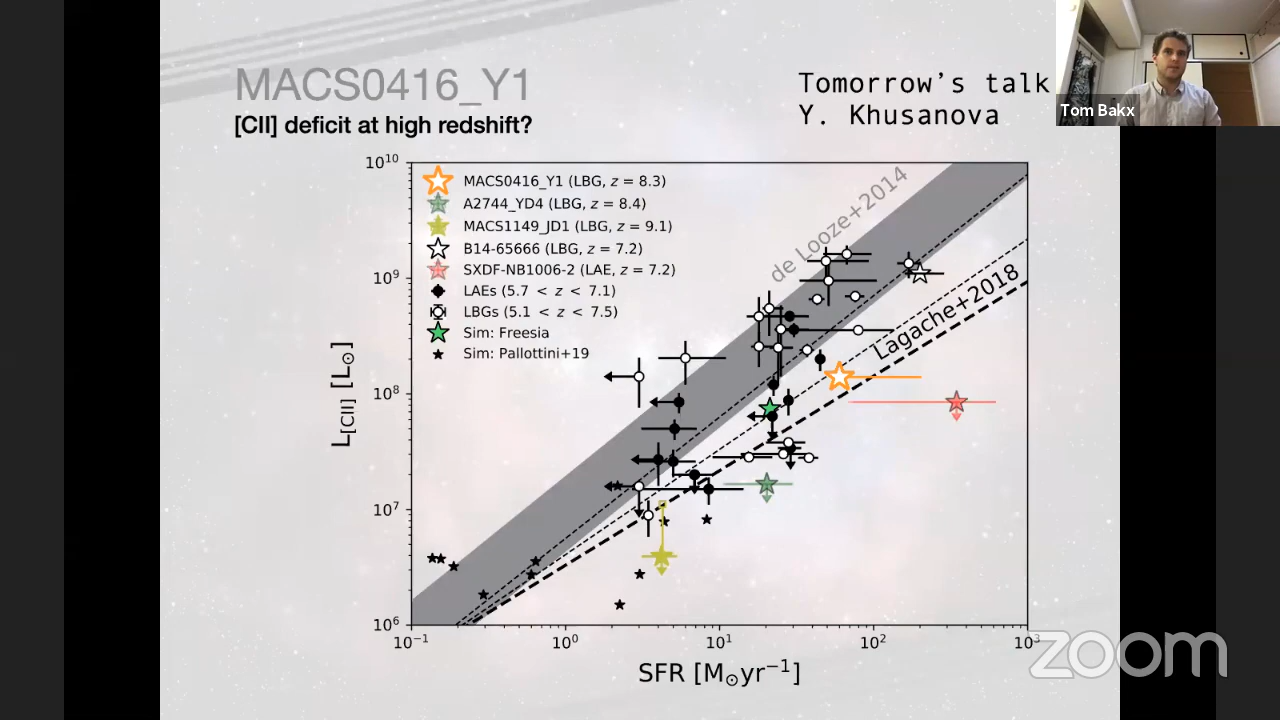 MACS0416_Y1
[CII] deficit at high redshift?
Tomorrow's talk
Y. Khusanova
Tom Bakx
MACS0416_Y1 (LBG, z = 8.3)
A2744_YD4 (LBG, z = 8.4)
MACS1149_JD1 (LBG, z = 9.1)
B14-65666 (LBG, z = 7.2)
SXDF-NB1006-2 (LAE, z = 7.2)
LAEs (5.7 < z < 7.1)
LBGs (5.1 < z < 7.5)
Sim: Freesia
Sim: Pallottini+19
de Looze+2014
Lagache+2018
L[CII] [L⊙]
10¹⁰
10⁹
10⁸
10⁷
10⁶
10⁻¹ 10⁰ 10¹ 10² 10³
SFR [M⊙yr⁻¹]
zoom